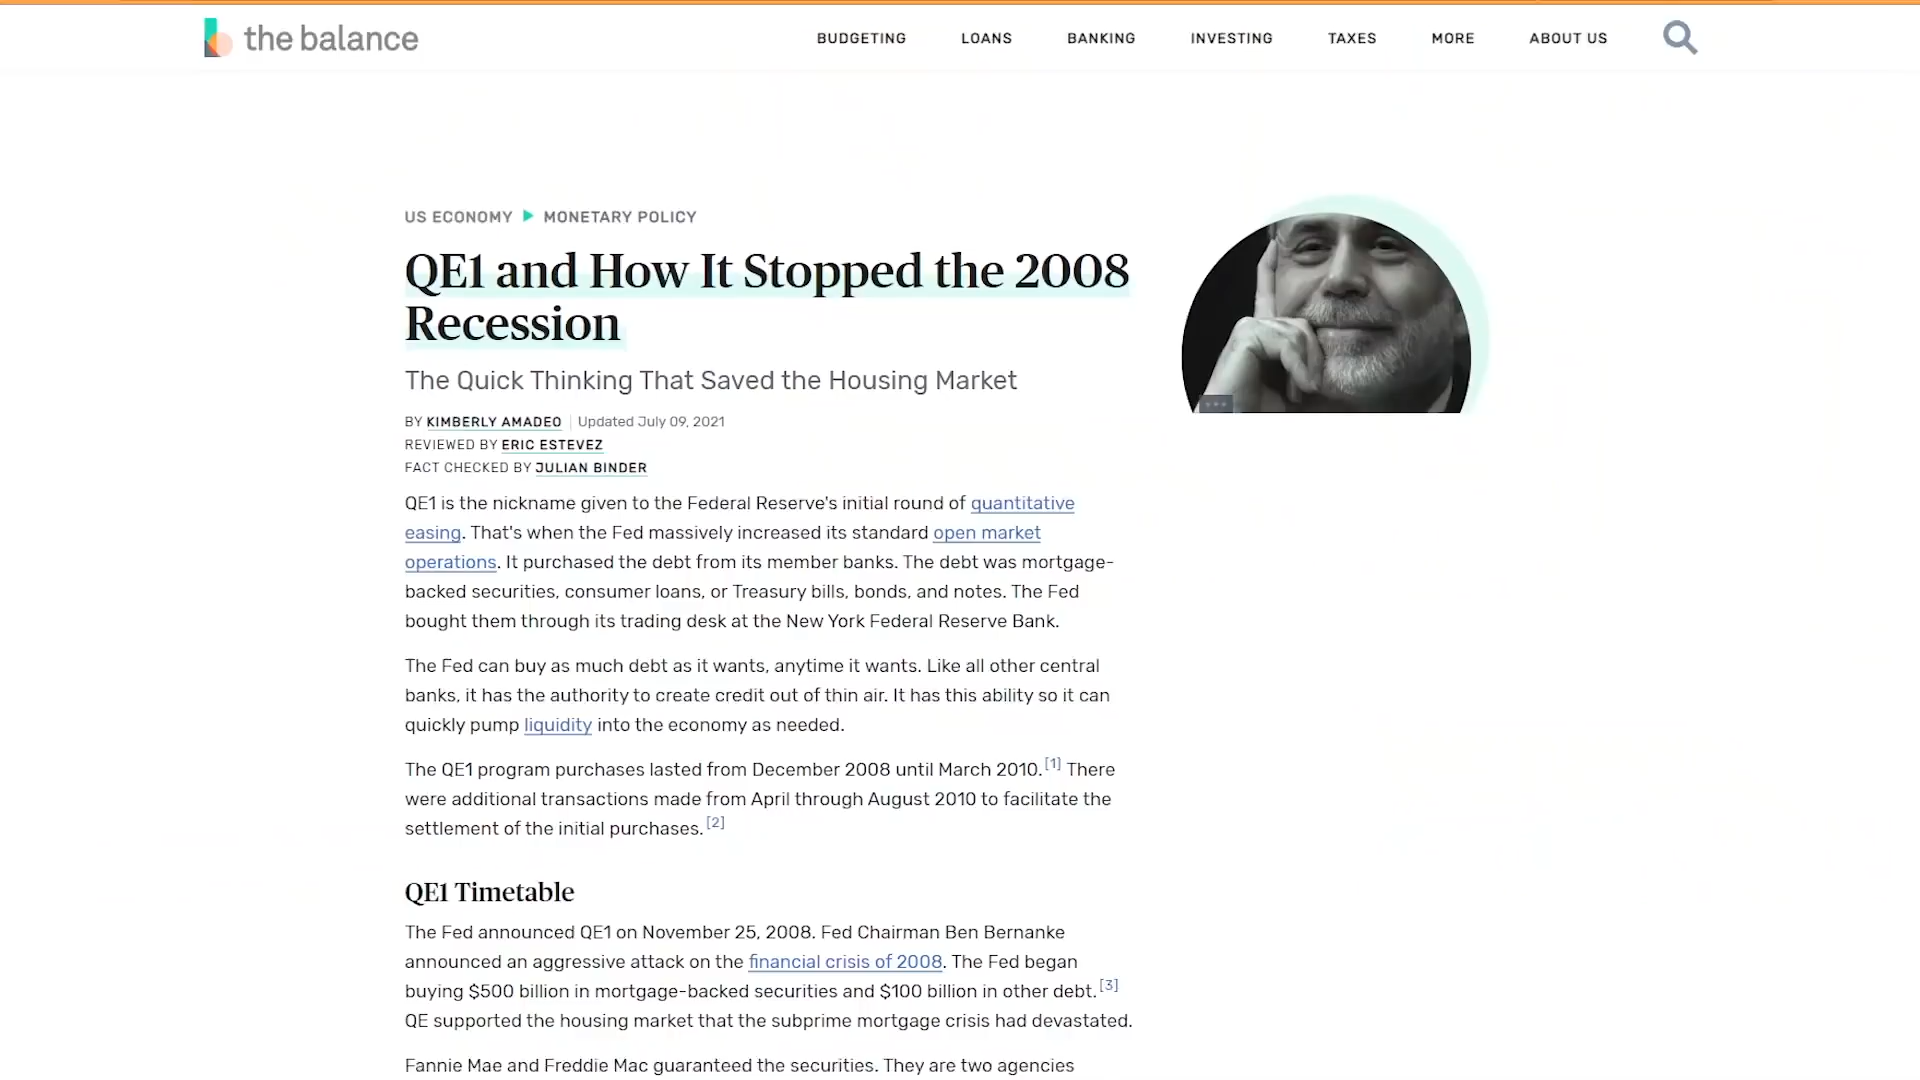 the balance
BUDGETING LOANS BANKING INVESTING TAXES MORE ABOUT US
US ECONOMY MONETARY POLICY
QE1 and How It Stopped the 2008
Recession
The Quick Thinking That Saved the Housing Market
BY KIMBERLY AMADEO | Updated July 09, 2021
REVIEWED BY ERIC ESTEVEZ
FACT CHECKED BY JULIAN BINDER
QE1 is the nickname given to the Federal Reserve's initial round of quantitative
easing. That's when the Fed massively increased its standard open market
operations. It purchased the debt from its member banks. The debt was mortgage-
backed securities, consumer loans, or Treasury bills, bonds, and notes. The Fed
bought them through its trading desk at the New York Federal Reserve Bank.
The Fed can buy as much debt as it wants, anytime it wants. Like all other central
banks, it has the authority to create credit out of thin air. It has this ability so it can
quickly pump liquidity into the economy as needed.
The QE1 program purchases lasted from December 2008 until March 2010. [1] There
were additional transactions made from April through August 2010 to facilitate the
settlement of the initial purchases. [2]
QE1 Timetable
The Fed announced QE1 on November 25, 2008. Fed Chairman Ben Bernanke
announced an aggressive attack on the financial crisis of 2008. The Fed began
buying $500 billion in mortgage-backed securities and $100 billion in other debt. [3]
QE supported the housing market that the subprime mortgage crisis had devastated.
Fannie Mae and Freddie Mac guaranteed the securities. They are two agencies